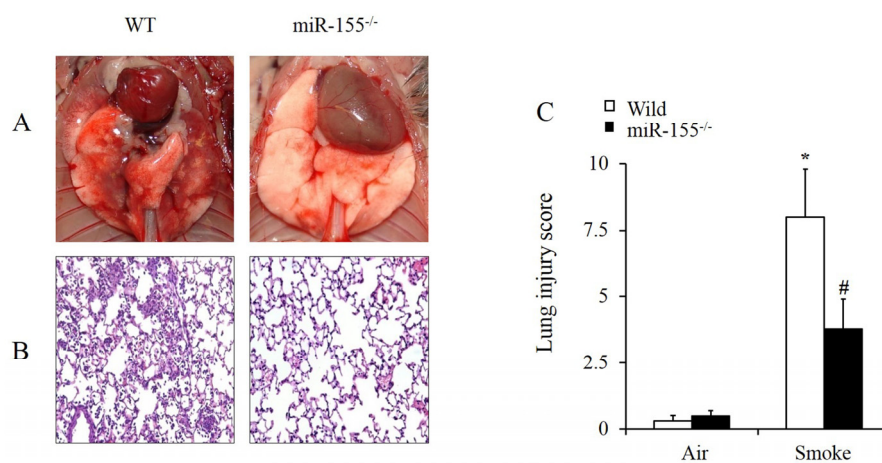 WT
miR-155-/-
A
B
C
Wild
miR-155-/-
Lung injury score
10
7.5
5
2.5
0
*
#
Air
Smoke